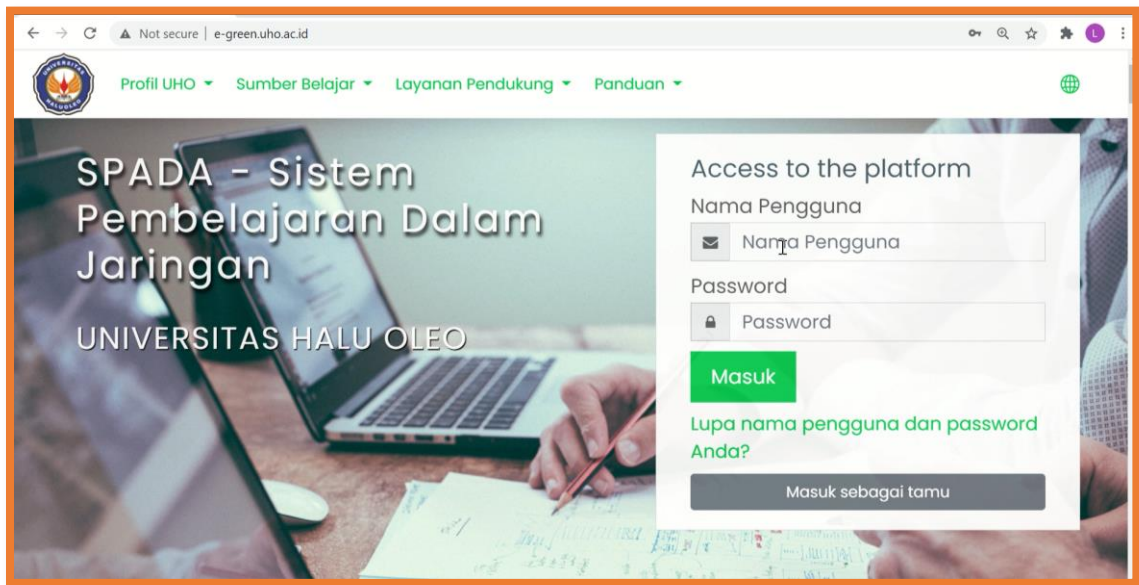 Not secure | e-green.uho.ac.id
L
UNIVERSITAS
HALUOLEO
Profil UHO Sumber Belajar Layanan Pendukung Panduan
SPADA - Sistem
Pembelajaran Dalam
Jaringan
UNIVERSITAS HALU OLEO
Access to the platform
Nama Pengguna
Nama Pengguna
Password
Password
Masuk
Lupa nama pengguna dan password
Anda?
Masuk sebagai tamu